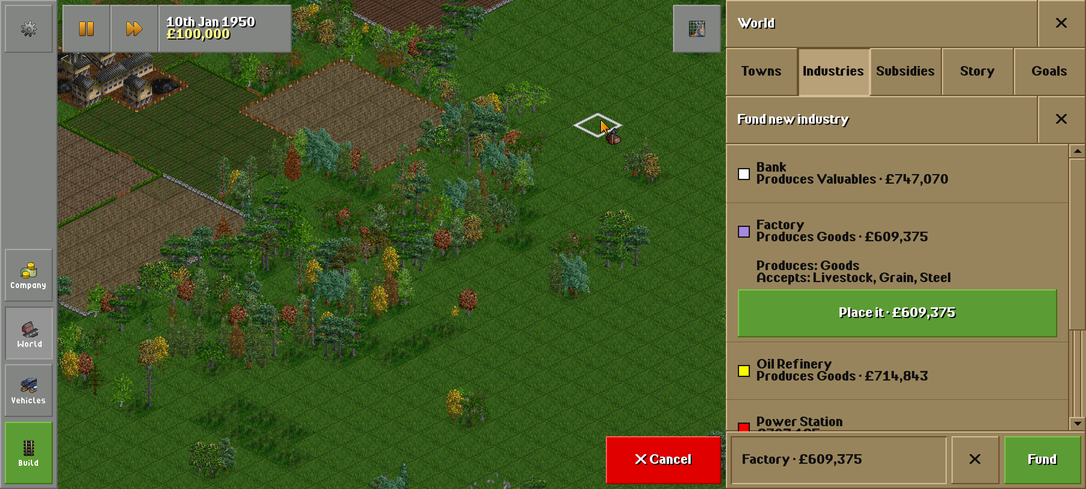 10th Jan 1950
£100,000
World
Towns
Industries
Subsidies
Story
Goals
Fund new industry
Bank
Produces Valuables · £747,070
Factory
Produces Goods · £609,375
Produces: Goods
Accepts: Livestock, Grain, Steel
Place it · £609,375
Oil Refinery
Produces Goods · £714,843
Power Station
Company
World
Vehicles
Build
Cancel
Factory · £609,375
Fund